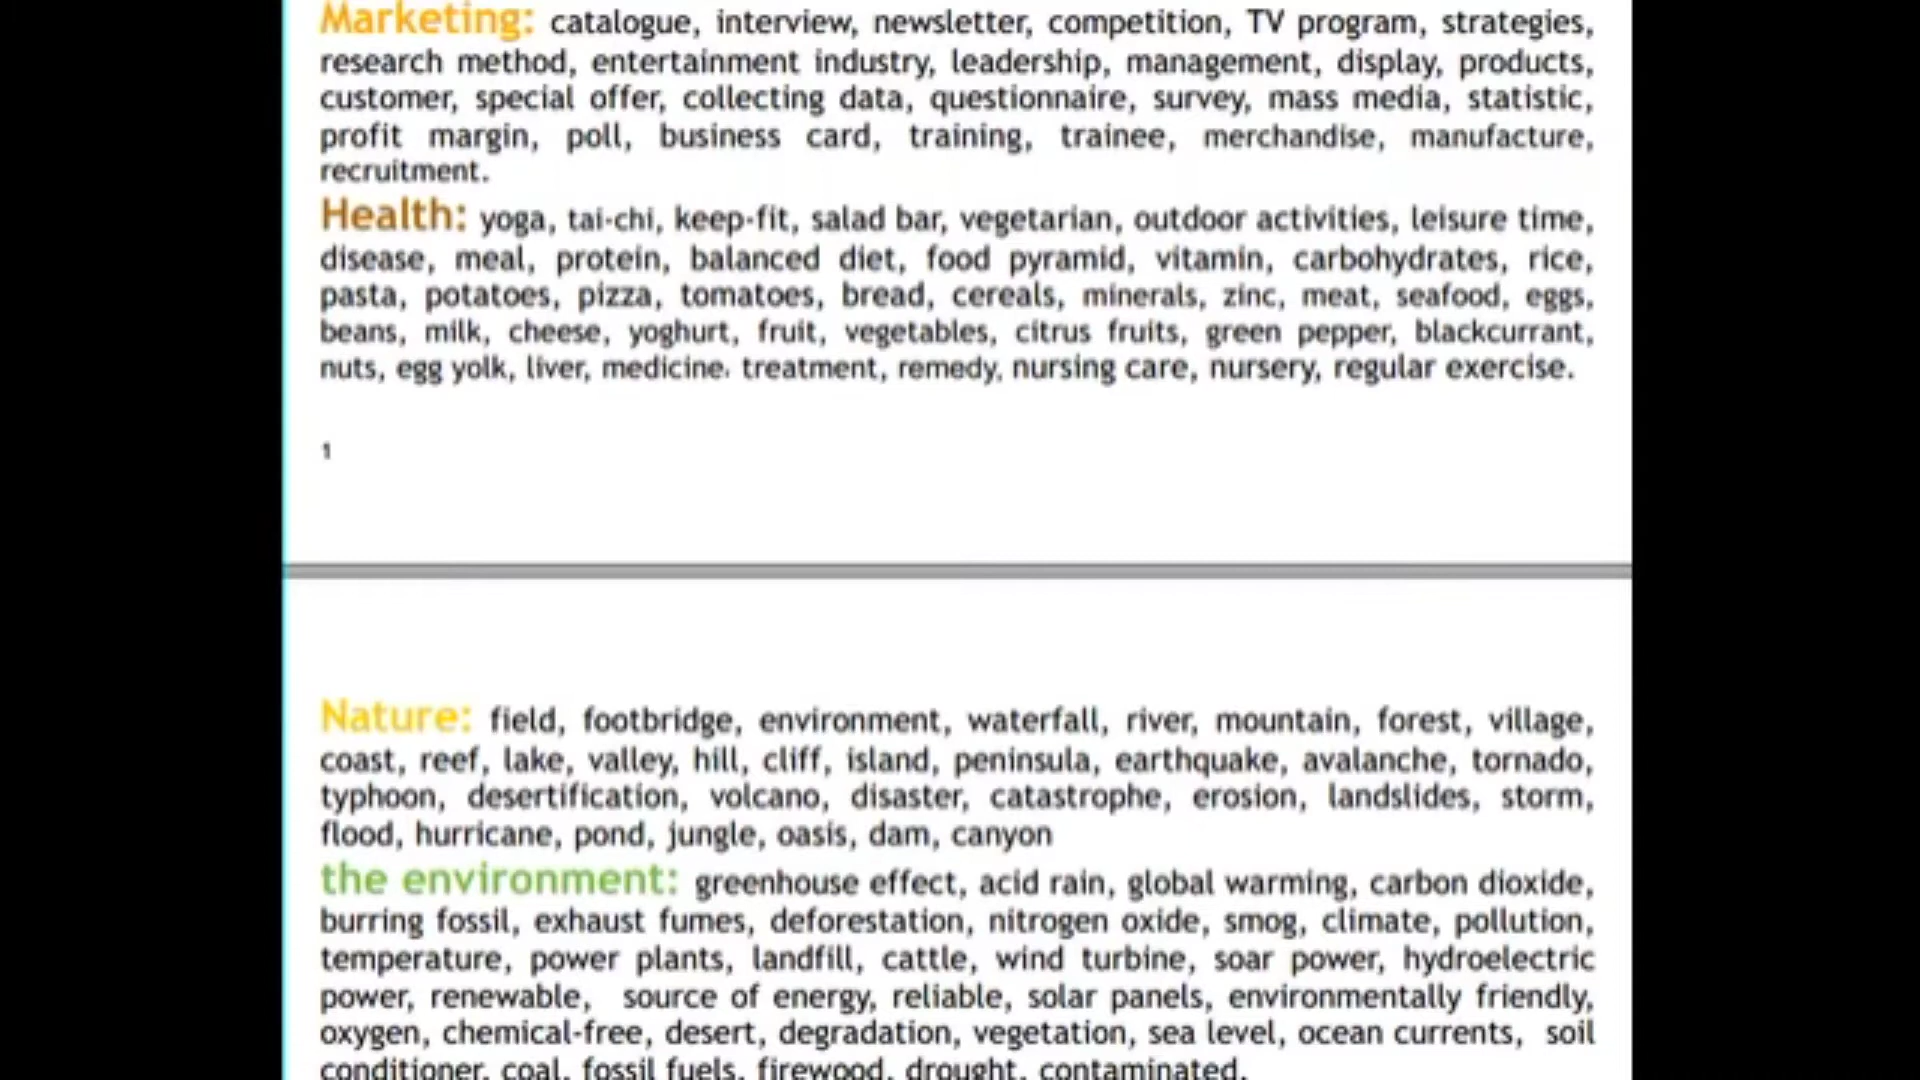 Marketing: catalogue, interview, newsletter, competition, TV program, strategies,
research method, entertainment industry, leadership, management, display, products,
customer, special offer, collecting data, questionnaire, survey, mass media, statistic,
profit margin, poll, business card, training, trainee, merchandise, manufacture,
recruitment.
Health: yoga, tai-chi, keep-fit, salad bar, vegetarian, outdoor activities, leisure time,
disease, meal, protein, balanced diet, food pyramid, vitamin, carbohydrates, rice,
pasta, potatoes, pizza, tomatoes, bread, cereals, minerals, zinc, meat, seafood, eggs,
beans, milk, cheese, yoghurt, fruit, vegetables, citrus fruits, green pepper, blackcurrant,
nuts, egg yolk, liver, medicine. treatment, remedy, nursing care, nursery, regular exercise.
1
Nature: field, footbridge, environment, waterfall, river, mountain, forest, village,
coast, reef, lake, valley, hill, cliff, island, peninsula, earthquake, avalanche, tornado,
typhoon, desertification, volcano, disaster, catastrophe, erosion, landslides, storm,
flood, hurricane, pond, jungle, oasis, dam, canyon
the environment: greenhouse effect, acid rain, global warming, carbon dioxide,
burring fossil, exhaust fumes, deforestation, nitrogen oxide, smog, climate, pollution,
temperature, power plants, landfill, cattle, wind turbine, soar power, hydroelectric
power, renewable, source of energy, reliable, solar panels, environmentally friendly,
oxygen, chemical-free, desert, degradation, vegetation, sea level, ocean currents, soil
conditioner, coal, fossil fuels, firewood, drought, contaminated.